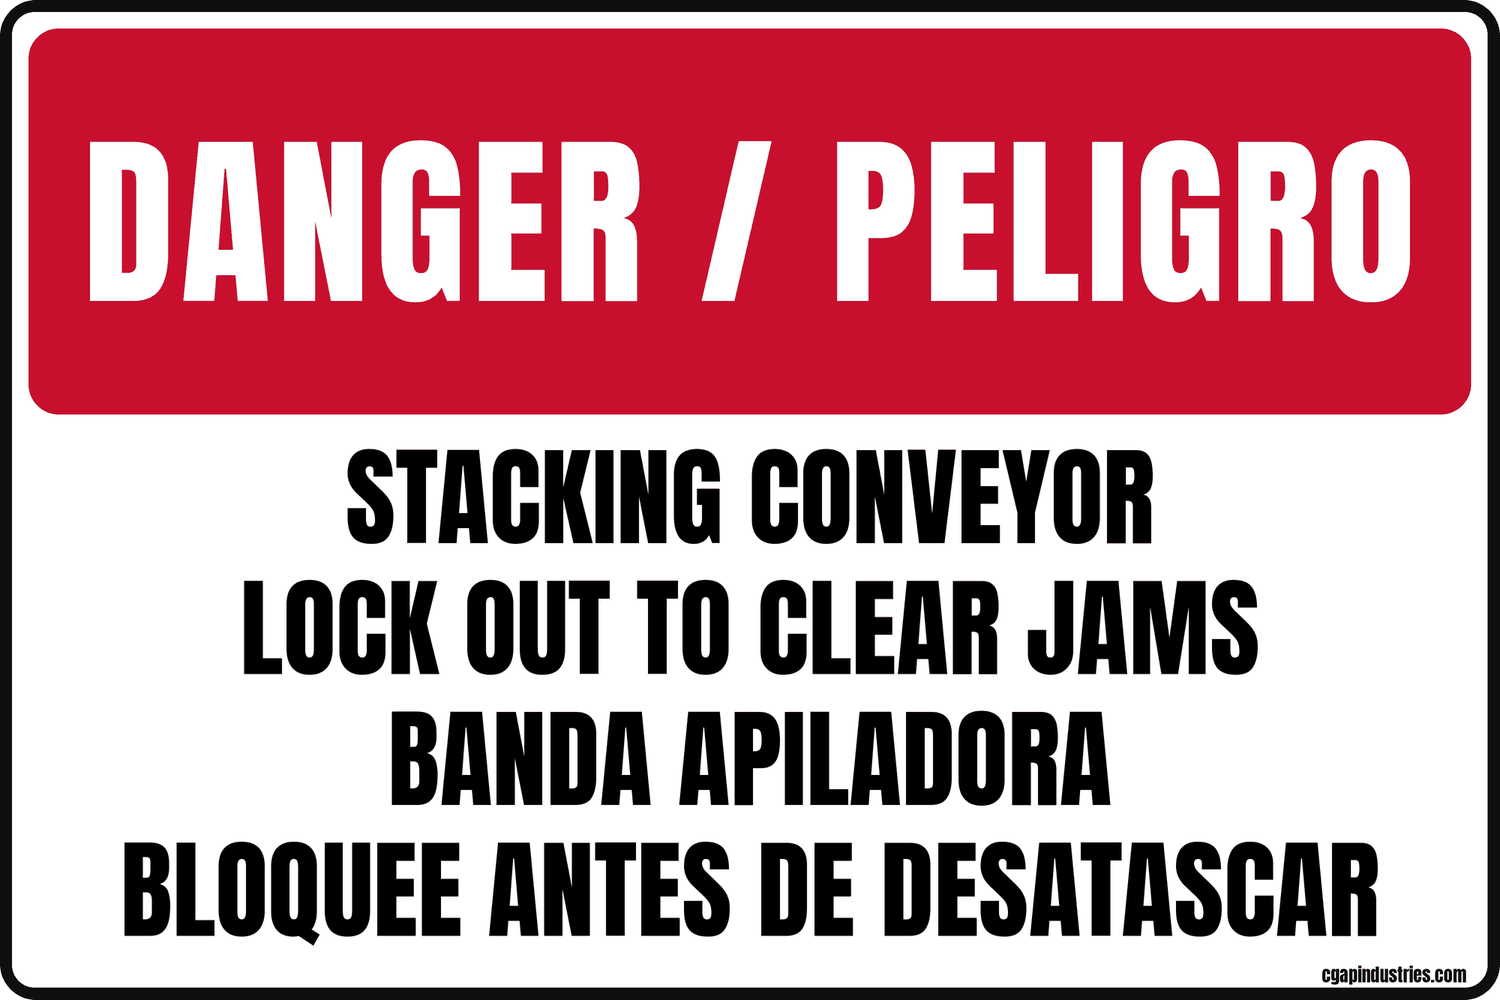 DANGER / PELIGRO
STACKING CONVEYOR
LOCK OUT TO CLEAR JAMS
BANDA APILADORA
BLOQUEE ANTES DE DESATASCAR
cgapindustries.com